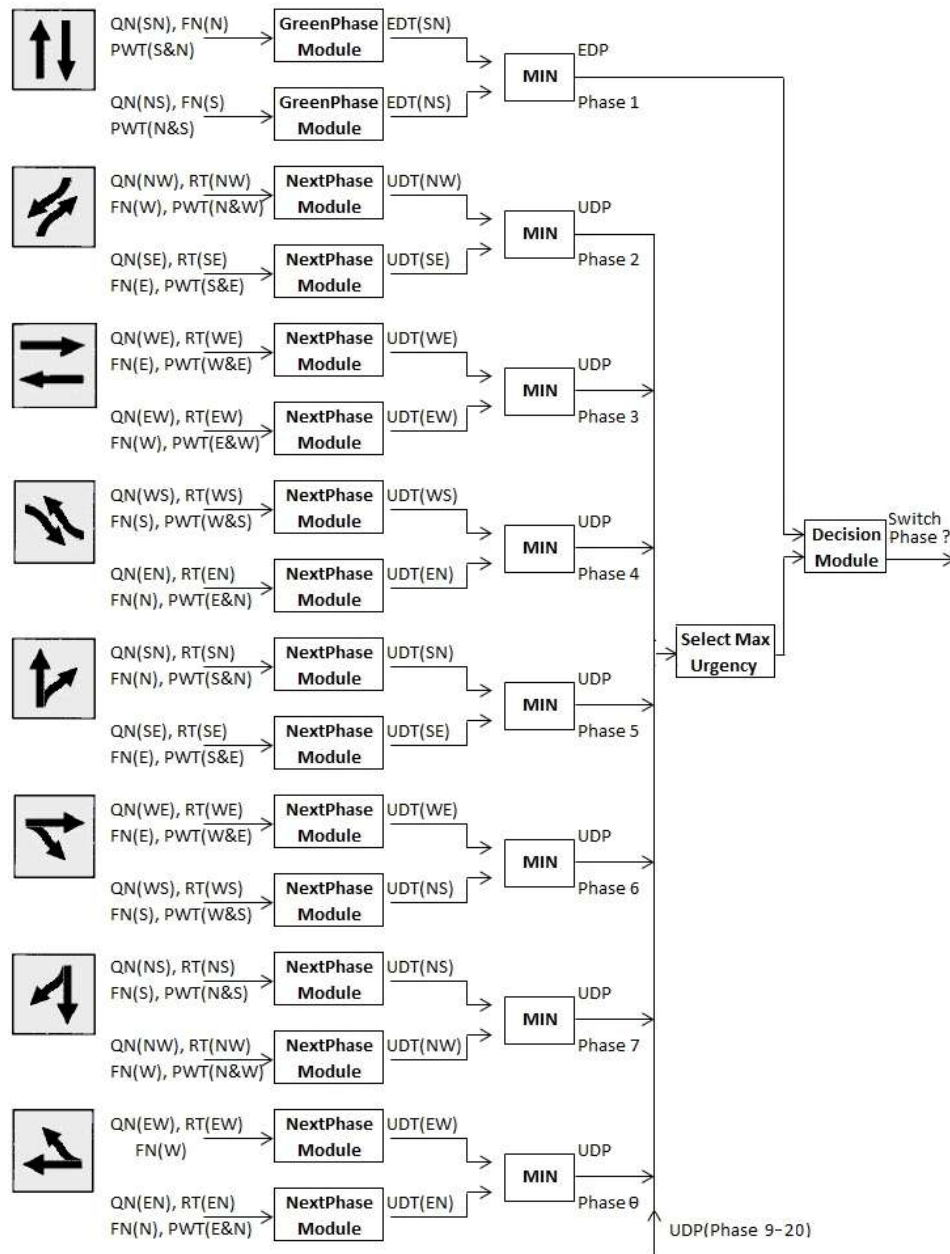 QN(SN), FN(N)
PWT(S&N)
GreenPhase
Module
EDT(SN)
QN(NS), FN(S)
PWT(N&S)
GreenPhase
Module
EDT(NS)
MIN
EDP
Phase 1
QN(NW), RT(NW)
FN(W), PWT(N&W)
NextPhase
Module
UDT(NW)
QN(SE), RT(SE)
FN(E), PWT(S&E)
NextPhase
Module
UDT(SE)
MIN
UDP
Phase 2
QN(WE), RT(WE)
FN(E), PWT(W&E)
NextPhase
Module
UDT(WE)
QN(EW), RT(EW)
FN(W), PWT(E&W)
NextPhase
Module
UDT(EW)
MIN
UDP
Phase 3
QN(WS), RT(WS)
FN(S), PWT(W&S)
NextPhase
Module
UDT(WS)
QN(EN), RT(EN)
FN(N), PWT(E&N)
NextPhase
Module
UDT(EN)
MIN
UDP
Phase 4
QN(SN), RT(SN)
FN(N), PWT(S&N)
NextPhase
Module
UDT(SN)
QN(SE), RT(SE)
FN(E), PWT(S&E)
NextPhase
Module
UDT(SE)
MIN
UDP
Phase 5
QN(WE), RT(WE)
FN(E), PWT(W&E)
NextPhase
Module
UDT(WE)
QN(WS), RT(WS)
FN(S), PWT(W&S)
NextPhase
Module
UDT(NS)
MIN
UDP
Phase 6
QN(NS), RT(NS)
FN(S), PWT(N&S)
NextPhase
Module
UDT(NS)
QN(NW), RT(NW)
FN(W), PWT(N&W)
NextPhase
Module
UDT(NW)
MIN
UDP
Phase 7
QN(EW), RT(EW)
FN(W)
NextPhase
Module
UDT(EW)
QN(EN), RT(EN)
FN(N), PWT(E&N)
NextPhase
Module
UDT(EN)
MIN
UDP
Phase 8
UDP(Phase 9-20)
Select Max
Urgency
Decision
Module
Switch
Phase ?